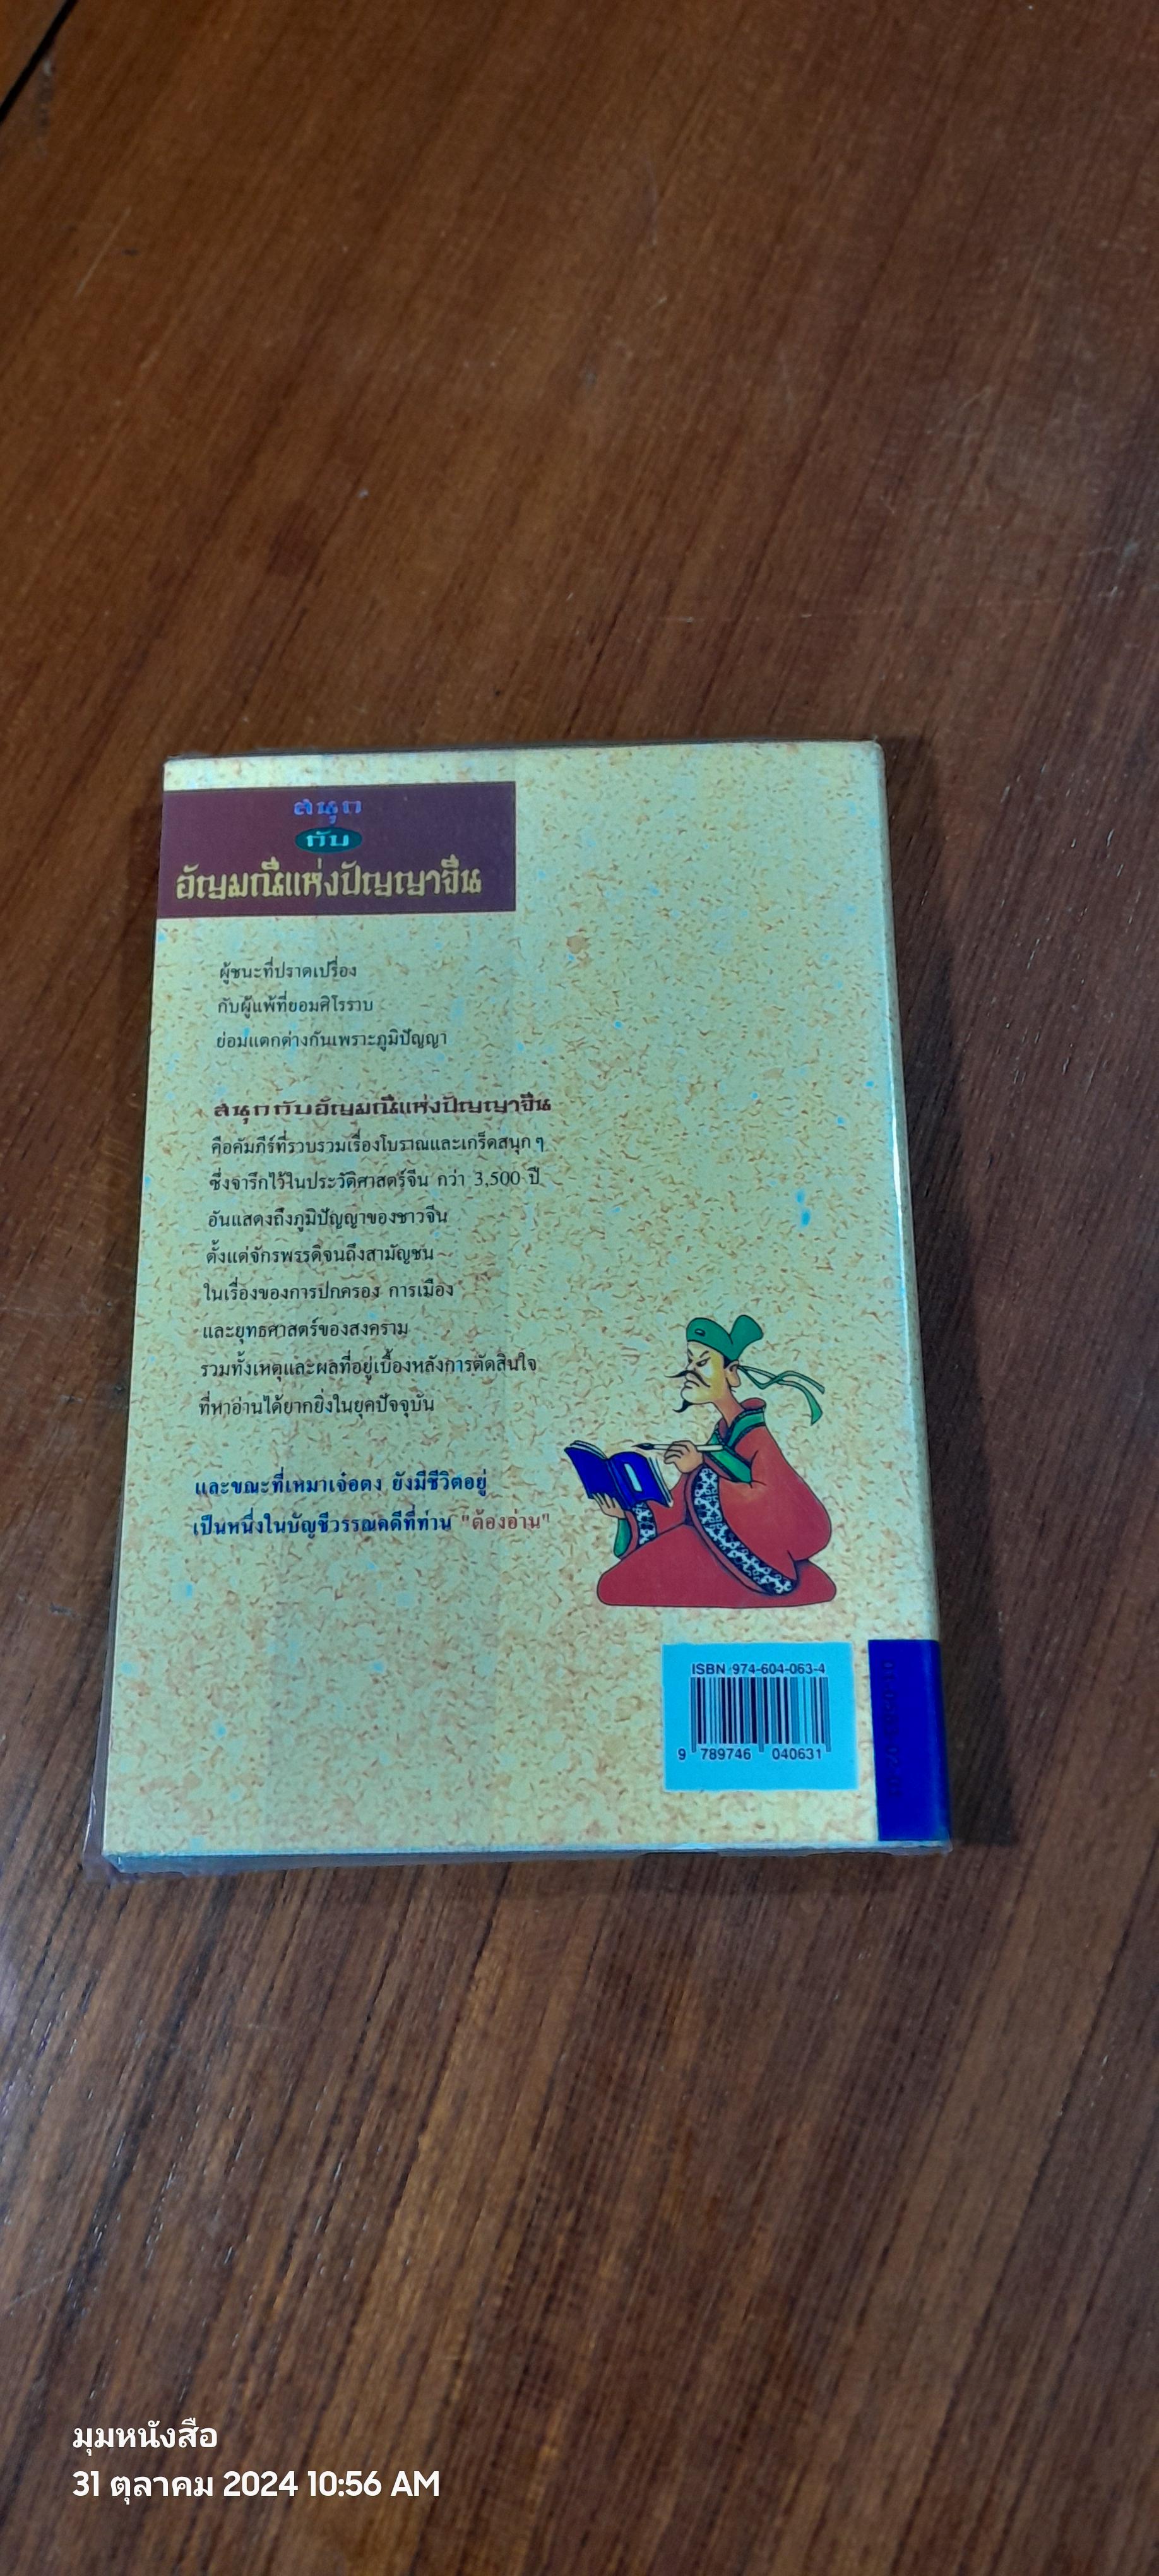 สนุก
กับ
อัญมณีแห่งปัญญาจีน
ผู้ชนะที่ปราดเปรื่อง
กับผู้แพ้ที่ยอมศิโรราบ
ย่อมแตกต่างกันเพราะภูมิปัญญา
สนุกกับอัญมณีแห่งปัญญาจีน
คือคัมภีร์ที่รวบรวมเรื่องโบราณและเกร็ดสนุก ๆ
ซึ่งจารึกไว้ในประวัติศาสตร์จีน กว่า 3,500 ปี
อันแสดงถึงภูมิปัญญาของชาวจีน
ตั้งแต่จักรพรรดิจนถึงสามัญชน
ในเรื่องของการปกครอง การเมือง
และยุทธศาสตร์ของสงคราม
รวมทั้งเหตุและผลที่อยู่เบื้องหลังการตัดสินใจ
ที่หาอ่านได้ยากยิ่งในยุคปัจจุบัน
และขณะที่เหมาเจ๋อตง ยังมีชีวิตอยู่
เป็นหนึ่งในบัญชีวรรณคดีที่ท่าน "ต้องอ่าน"
ISBN 974-604-063-4
9 789746 040631
มุมหนังสือ
31 ตุลาคม 2024 10:56 AM